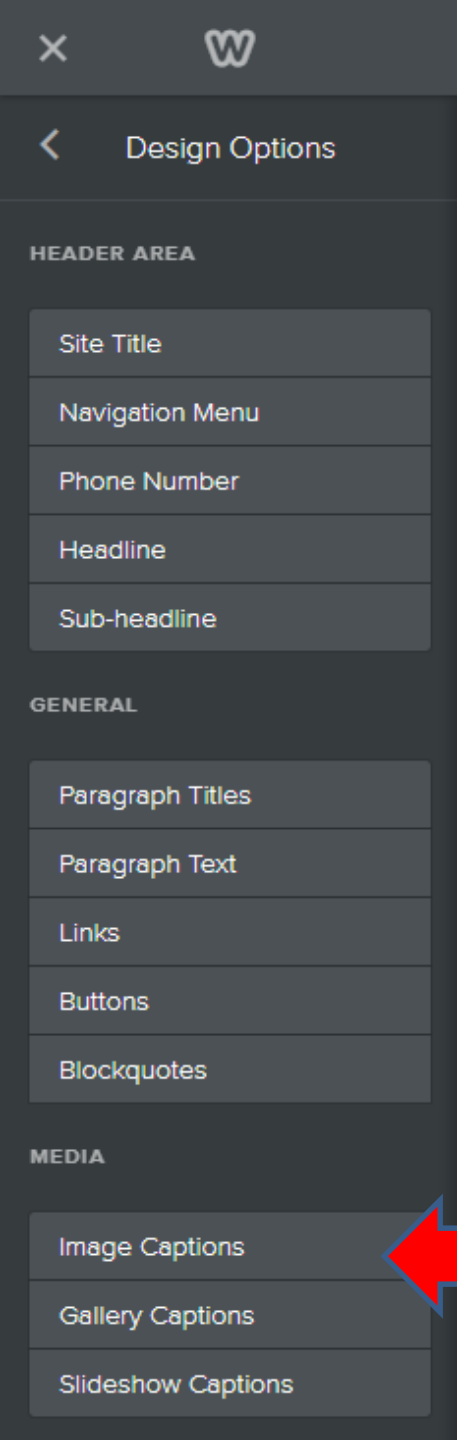 Design Options
HEADER AREA
Site Title
Navigation Menu
Phone Number
Headline
Sub-headline
GENERAL
Paragraph Titles
Paragraph Text
Links
Buttons
Blockquotes
MEDIA
Image Captions
Gallery Captions
Slideshow Captions